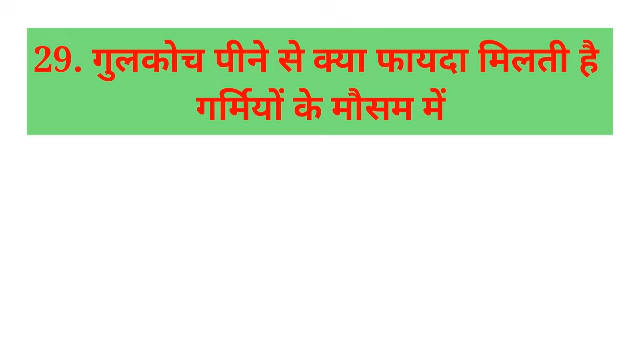 29. गुलकोच पीने से क्या फायदा मिलती है
गर्मियों के मौसम में